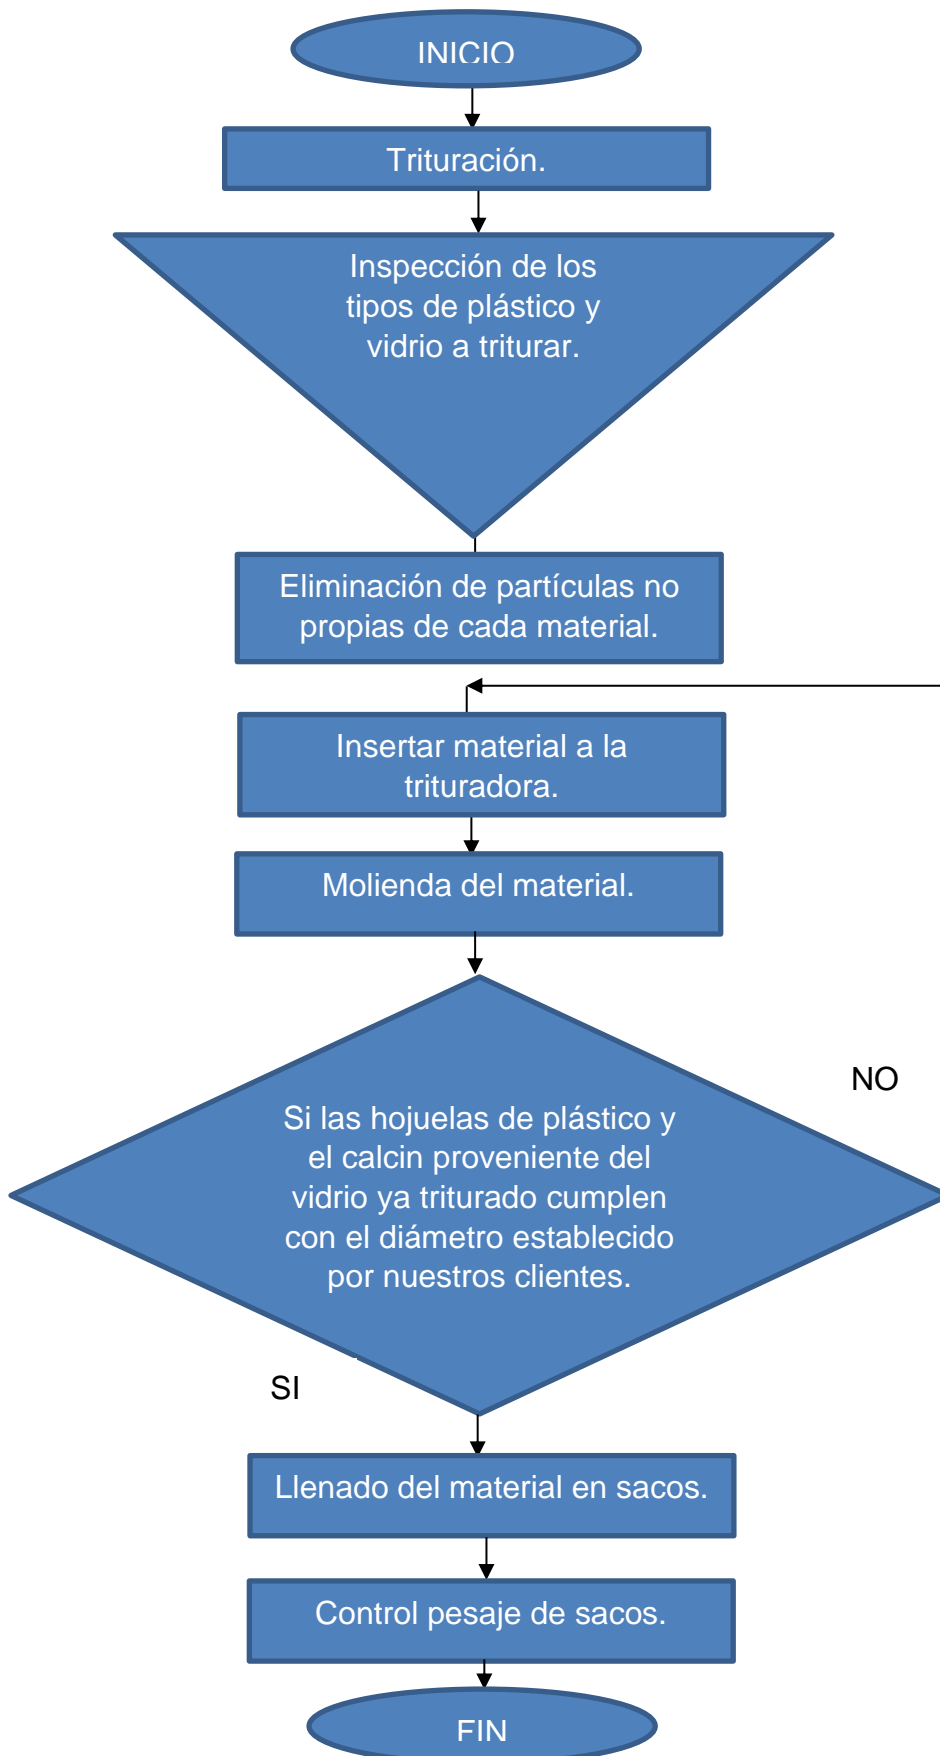 INICIO
Trituración.
Inspección de los
tipos de plástico y
vidrio a triturar.
Eliminación de partículas no
propias de cada material.
Insertar material a la
trituradora.
Molienda del material.
NO
Si las hojuelas de plástico y
el calcin proveniente del
vidrio ya triturado cumplen
con el diámetro establecido
por nuestros clientes.
SI
Llenado del material en sacos.
Control pesaje de sacos.
FIN